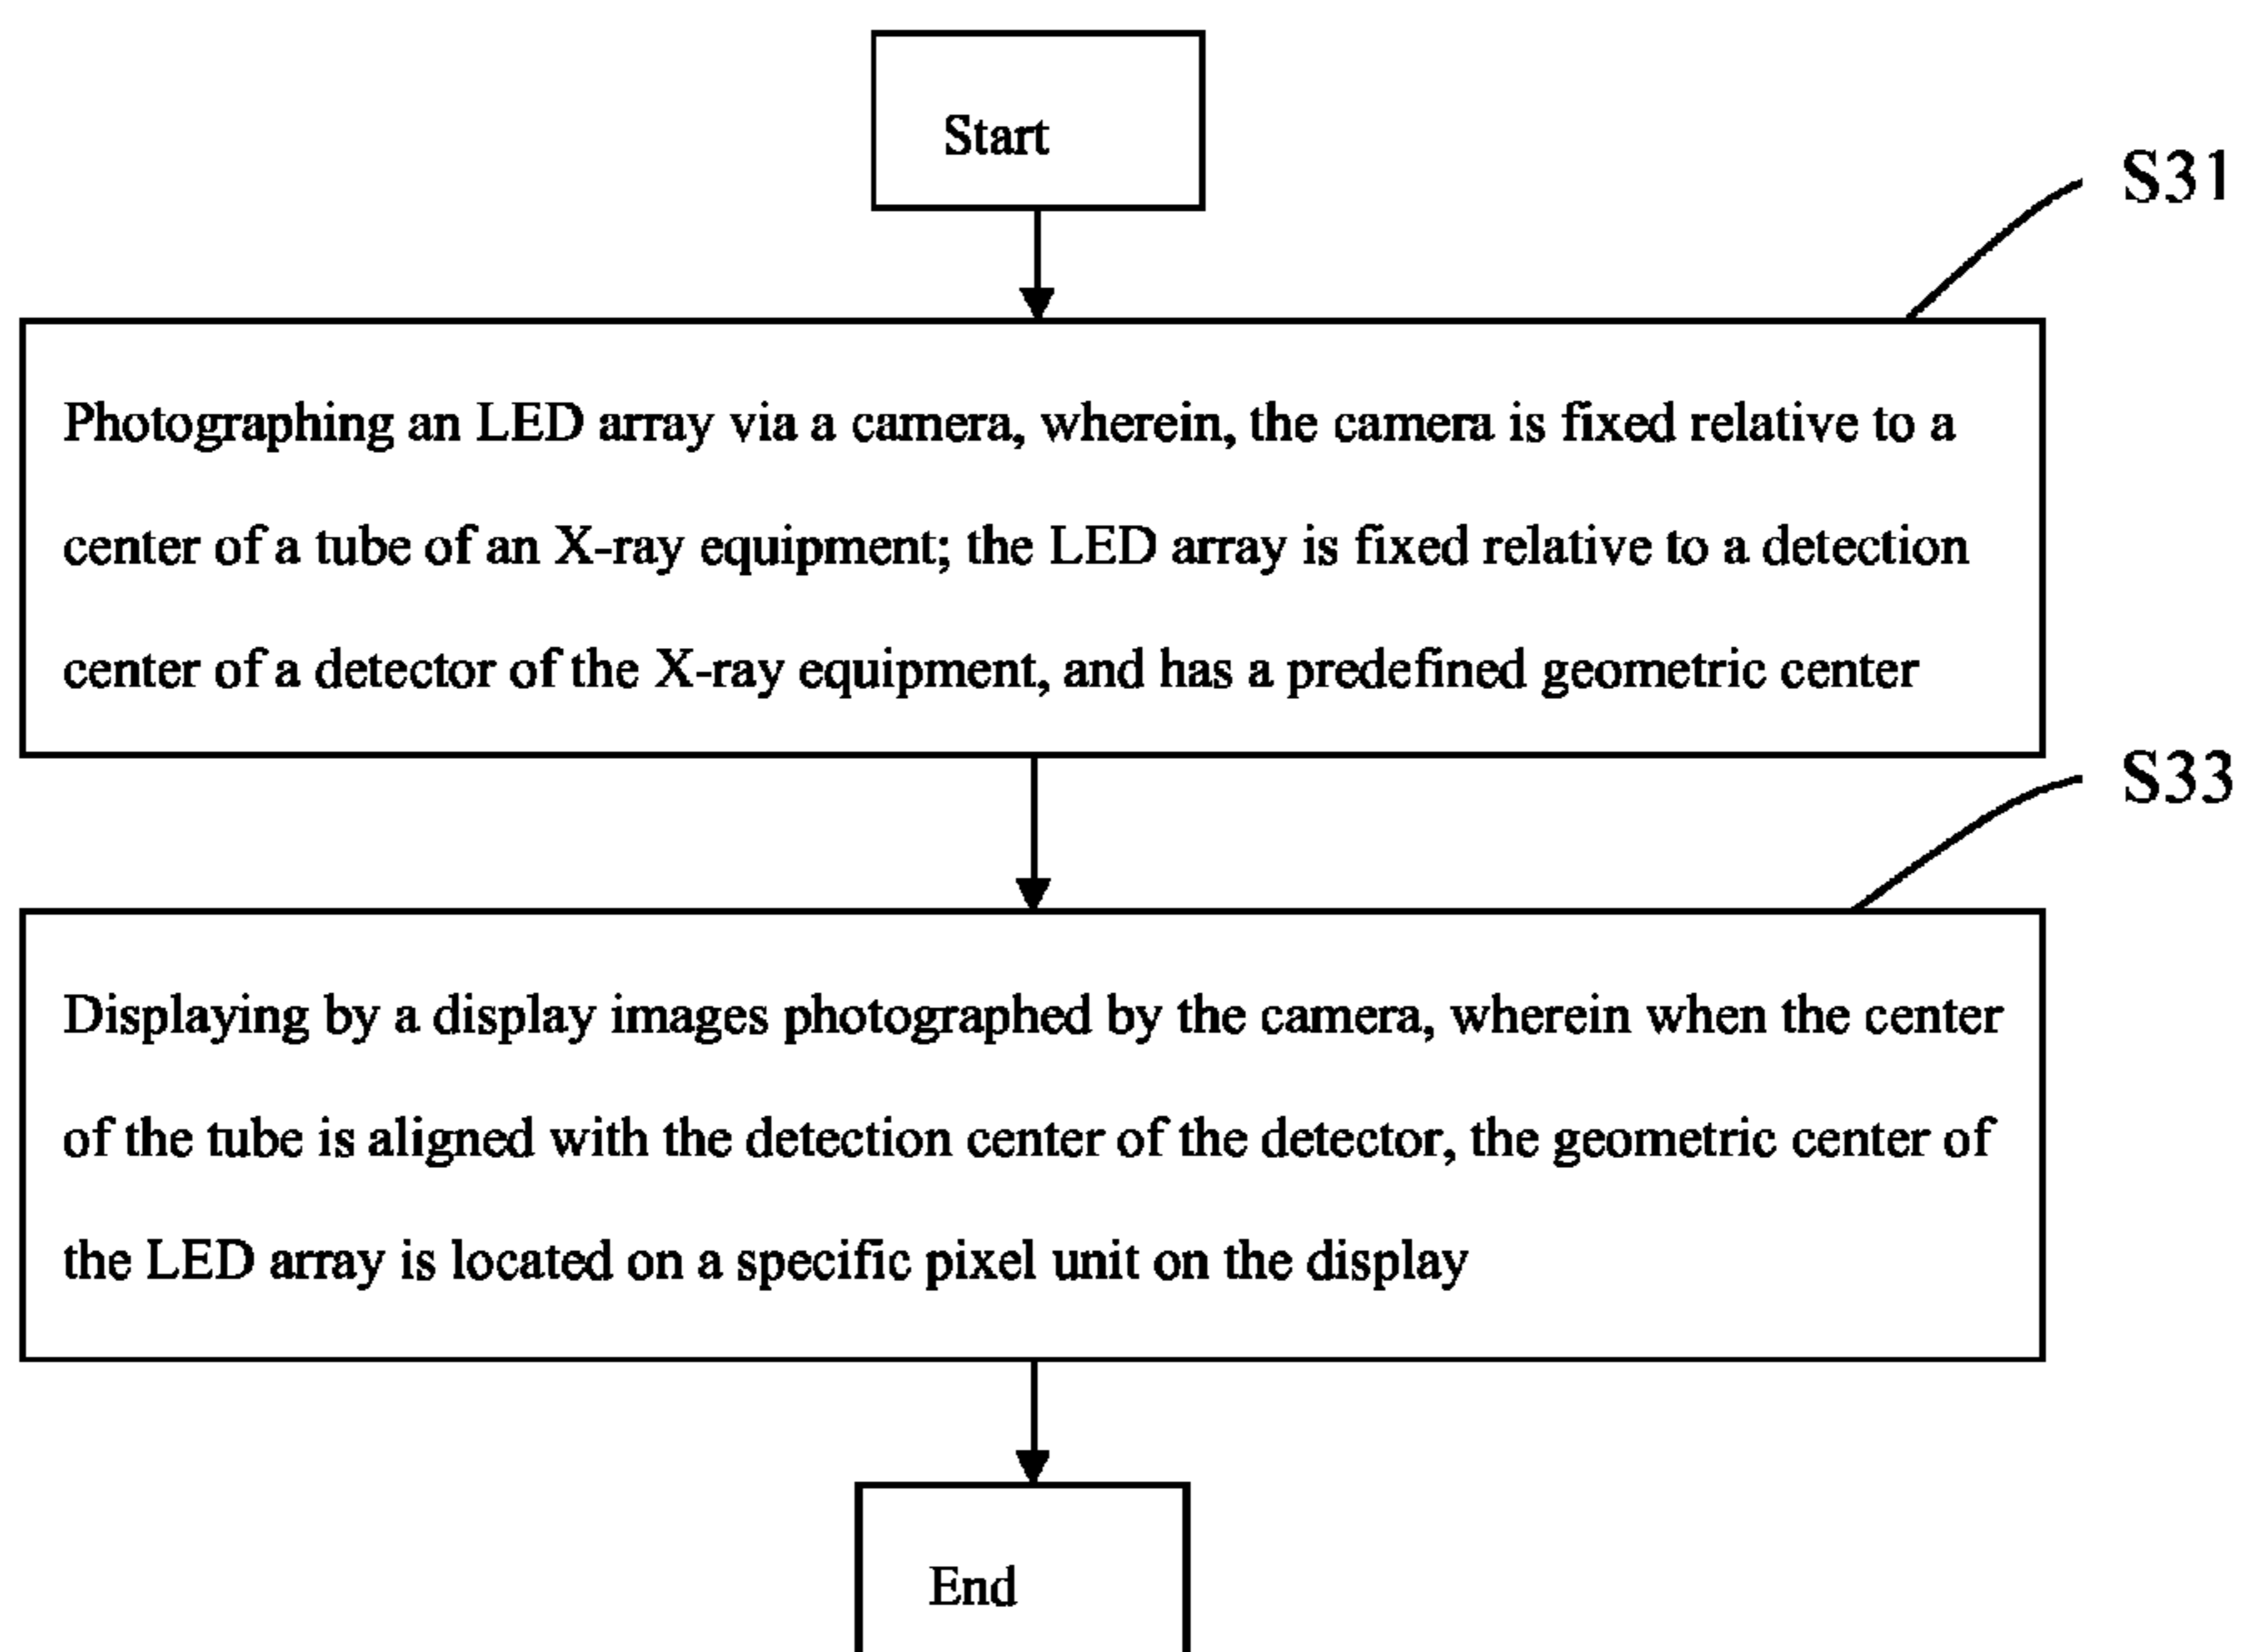 Start
S31
Photographing an LED array via a camera, wherein, the camera is fixed relative to a
center of a tube of an X-ray equipment; the LED array is fixed relative to a detection
center of a detector of the X-ray equipment, and has a predefined geometric center
S33
Displaying by a display images photographed by the camera, wherein when the center
of the tube is aligned with the detection center of the detector, the geometric center of
the LED array is located on a specific pixel unit on the display
End